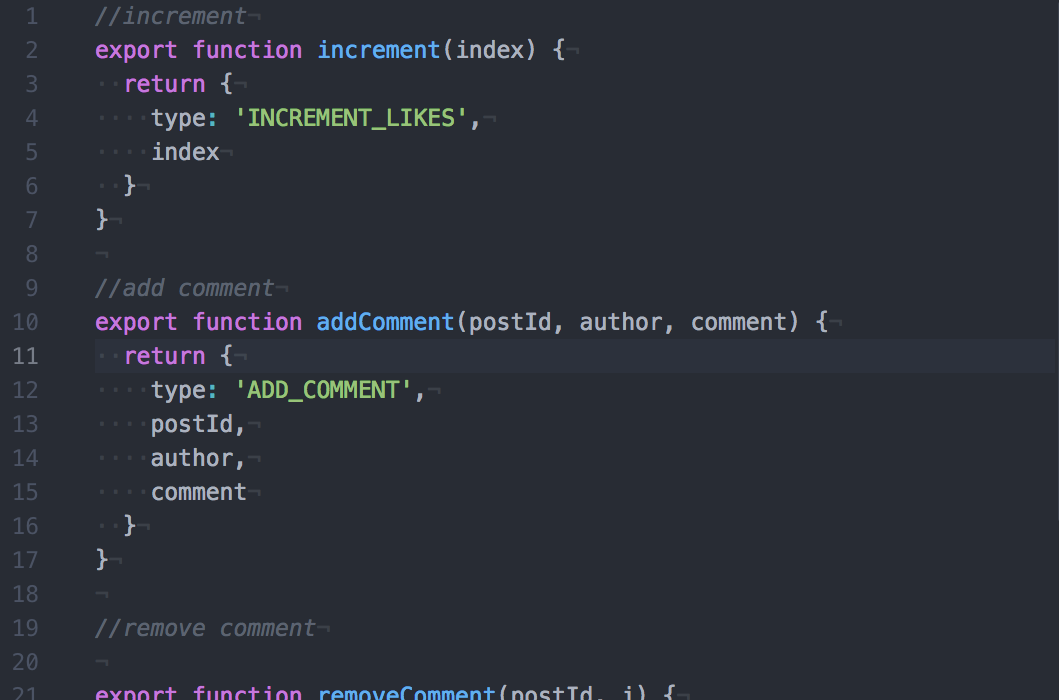 1 //increment¬
2 export function increment(index) {¬
3 ··return {¬
4 ····type: 'INCREMENT_LIKES',¬
5 ····index¬
6 ··}¬
7 }¬
8 ¬
9 //add comment¬
10 export function addComment(postId, author, comment) {¬
11 ··return {¬
12 ····type: 'ADD_COMMENT',¬
13 ····postId,¬
14 ····author,¬
15 ····comment¬
16 ··}¬
17 }¬
18 ¬
19 //remove comment¬
20 ¬
21 export function removeComment(postId, i) {¬